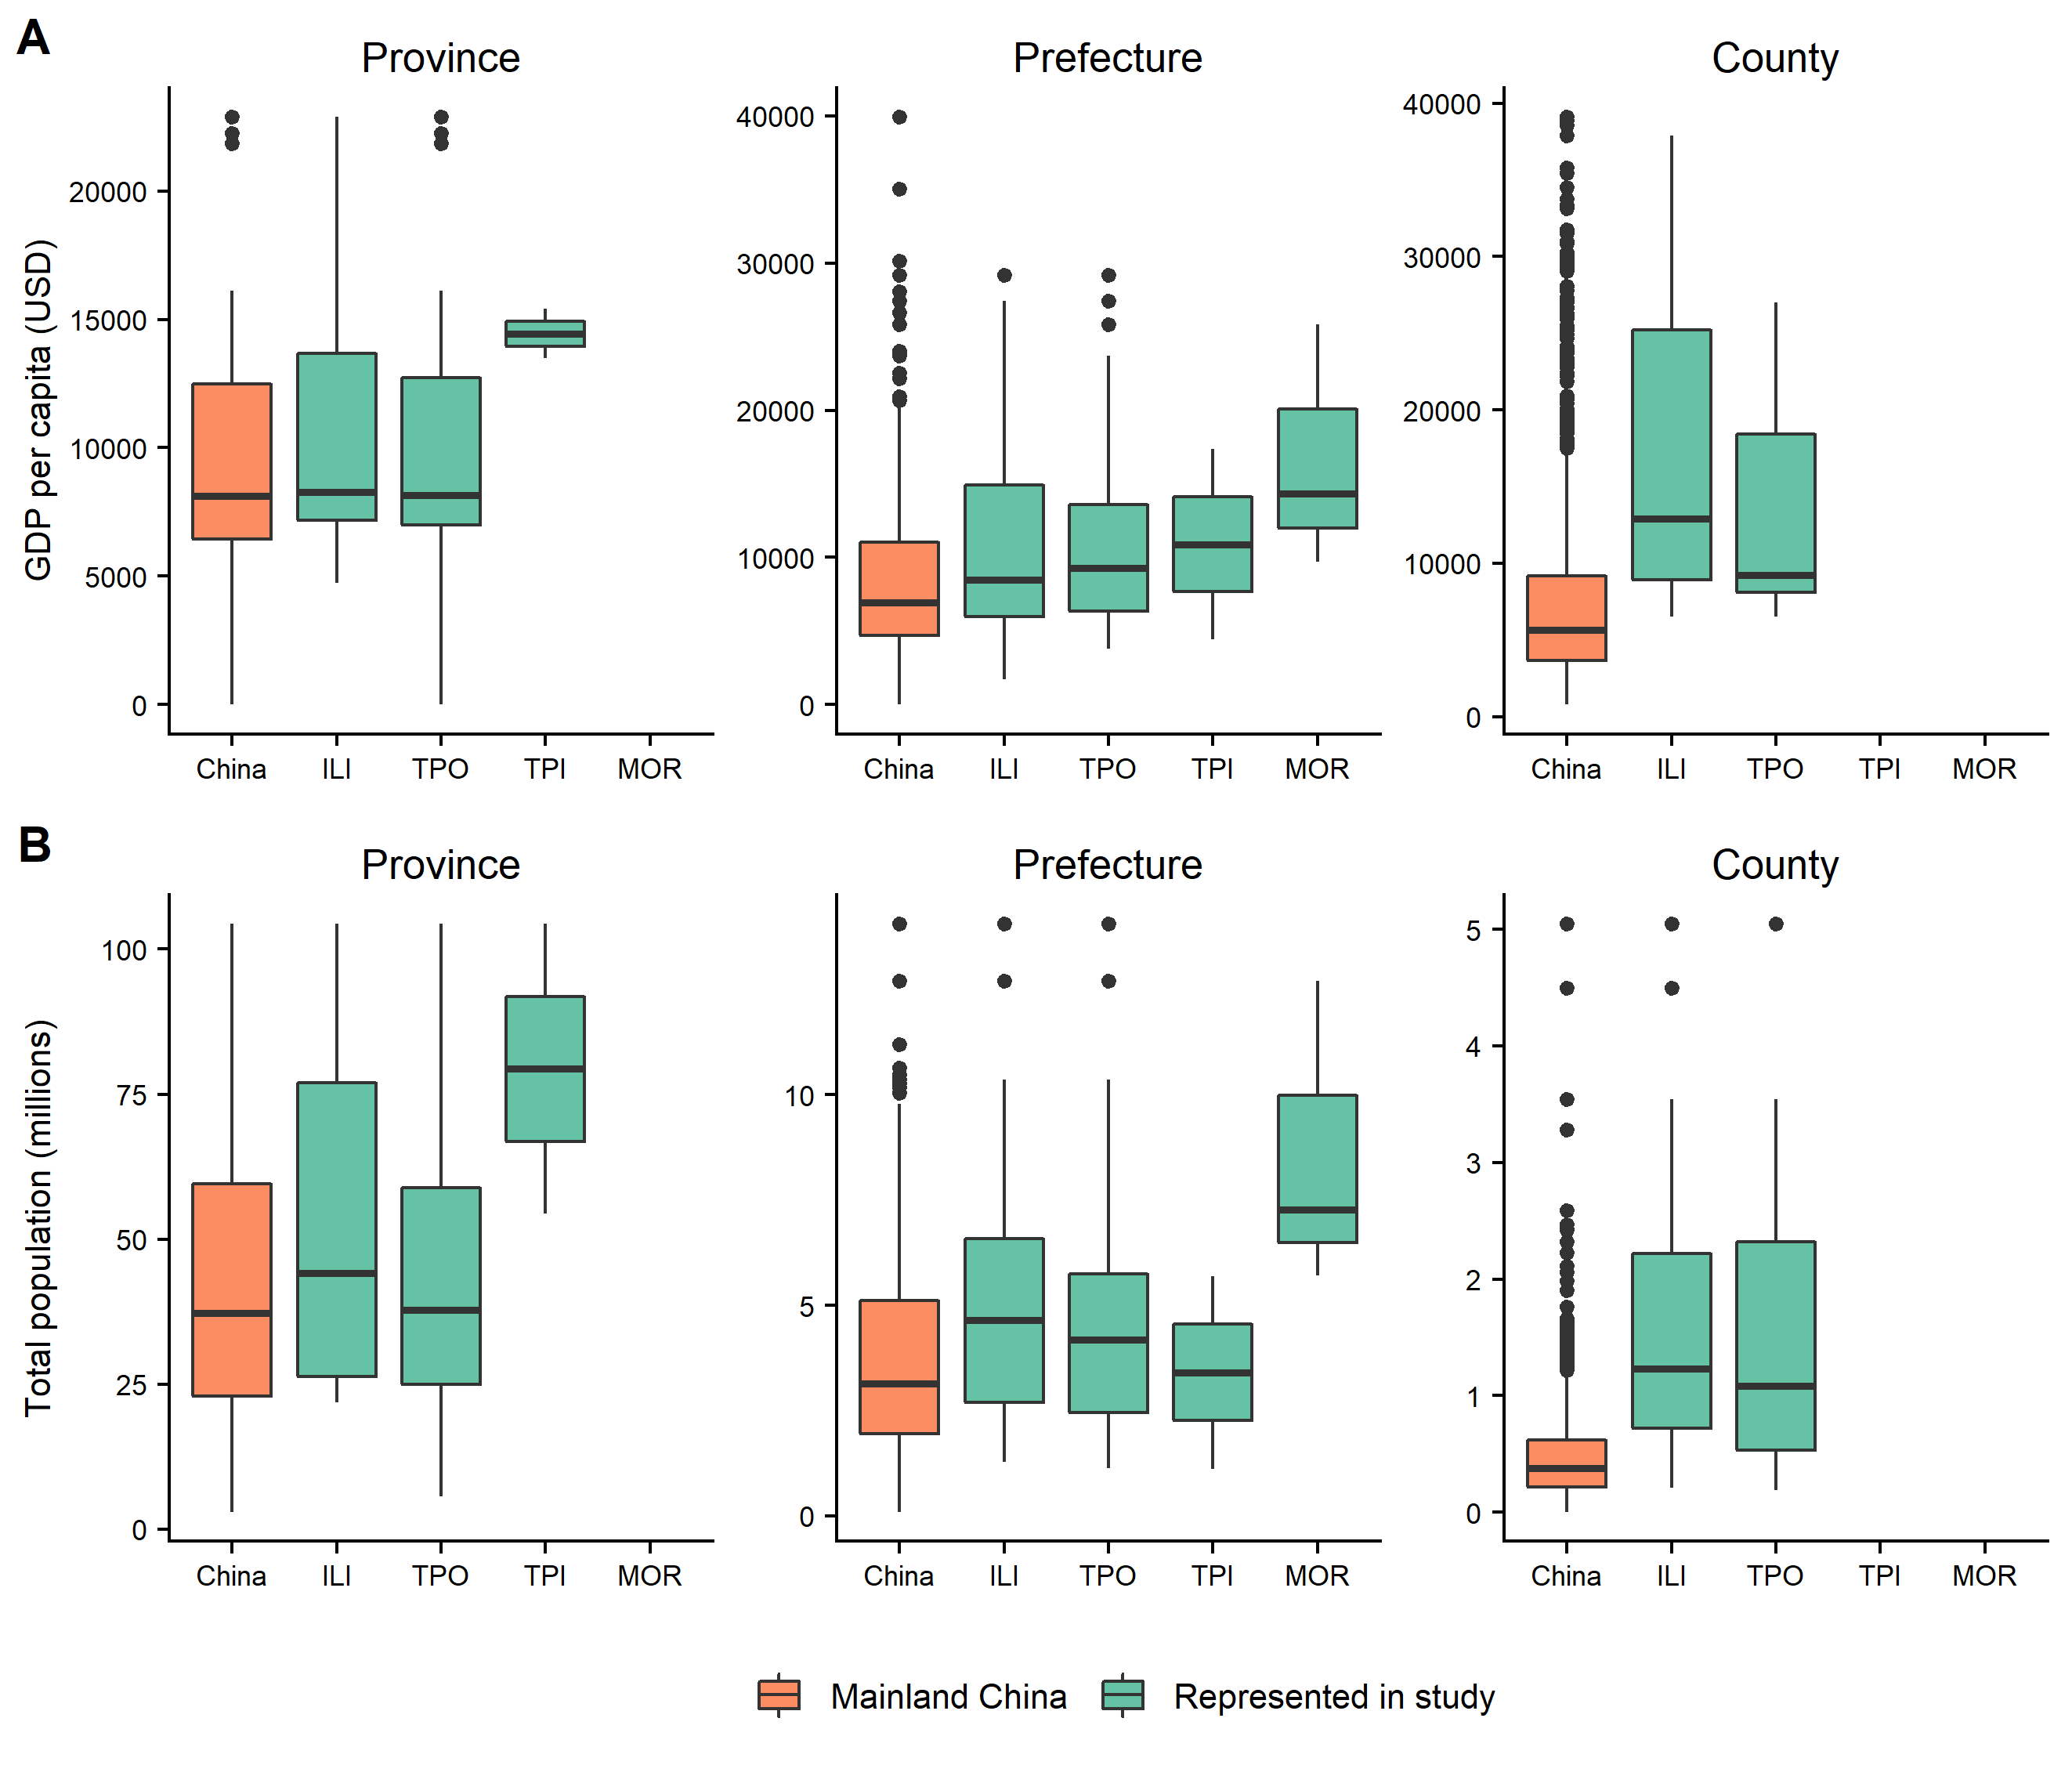 A
Province Prefecture County
GDP per capita (USD)
20000
15000
10000
5000
0
40000
30000
20000
10000
0
40000
30000
20000
10000
0
China ILI TPO TPI MOR
China ILI TPO TPI MOR
China ILI TPO TPI MOR
B
Province Prefecture County
Total population (millions)
100
75
50
25
0
10
5
0
5
4
3
2
1
0
China ILI TPO TPI MOR
China ILI TPO TPI MOR
China ILI TPO TPI MOR
Mainland China Represented in study